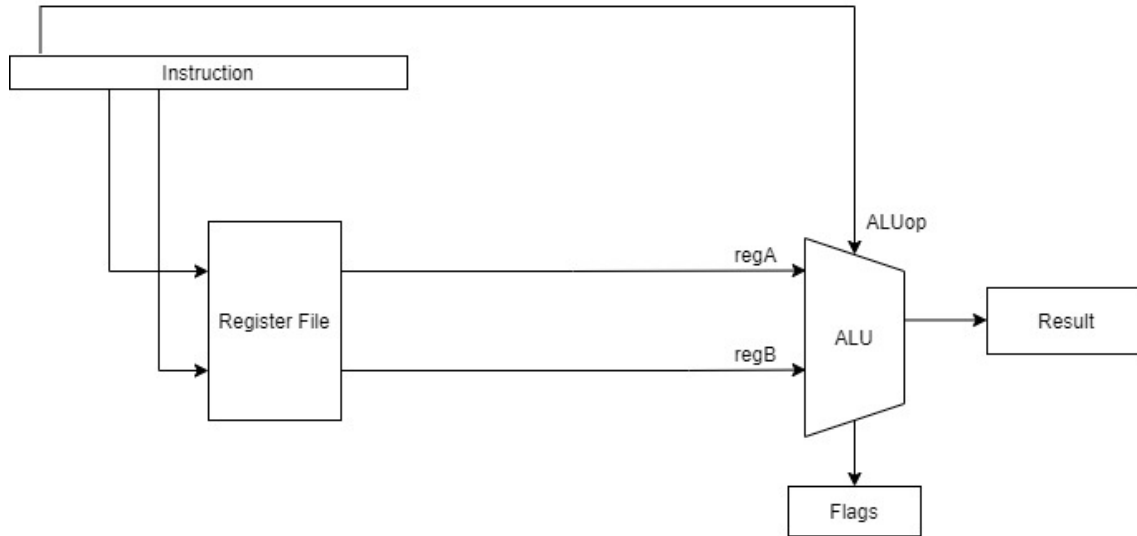 Instruction
ALUop
regA
Register File
Result
ALU
regB
Flags